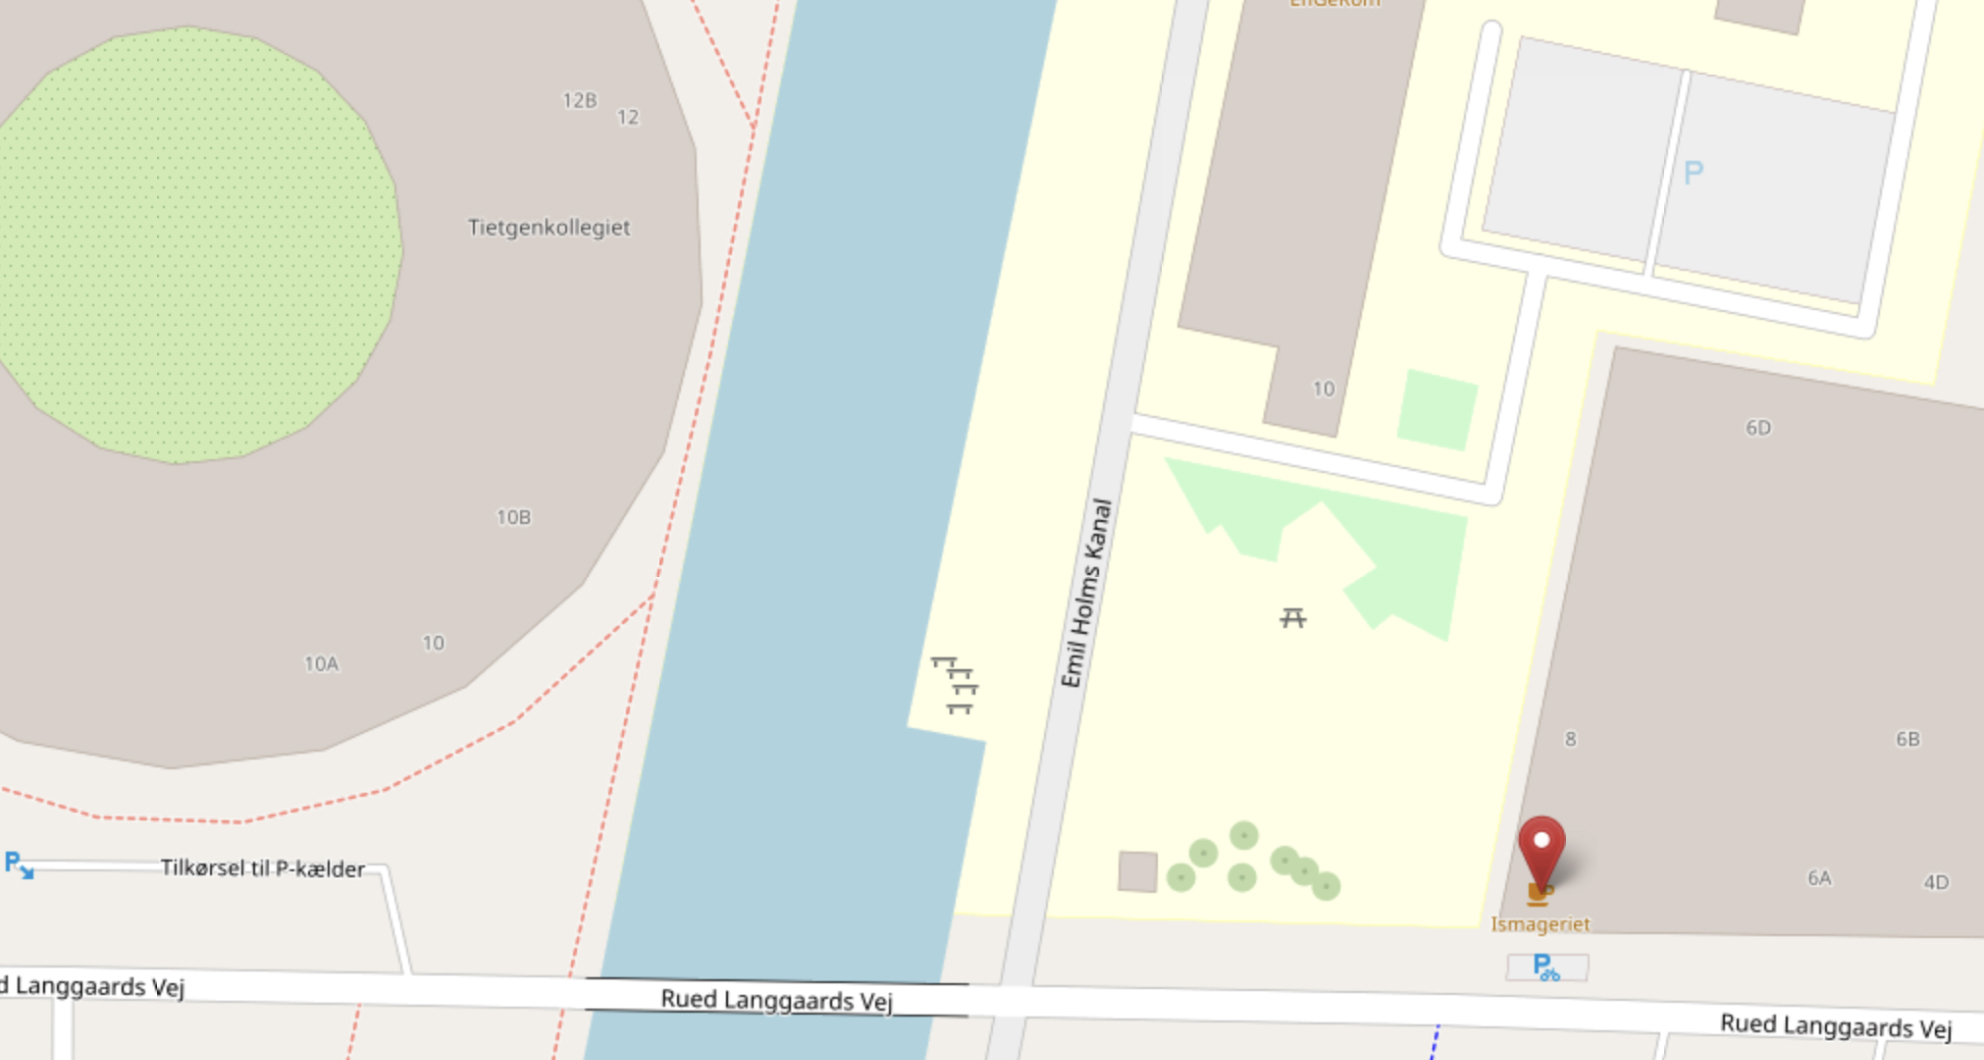 EnGeRom
12B
12
P
Tietgenkollegiet
10
6D
10B
Emil Holms Kanal
10
10A
8
6B
P
Tilkørsel til P-kælder
6A
4D
Ismageriet
P
d Langgaards Vej
Rued Langgaards Vej
Rued Langgaards Vej